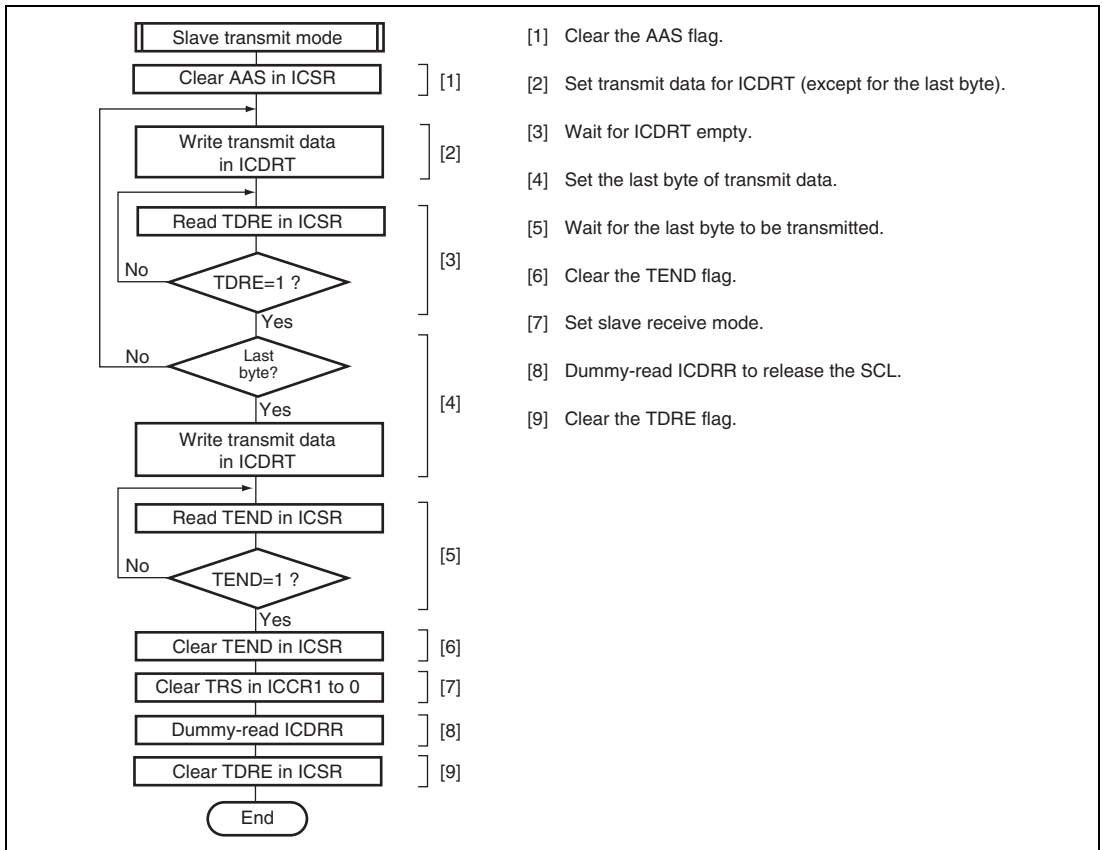 Slave transmit mode
Clear AAS in ICSR
[1]
Write transmit data
in ICDRT
[2]
Read TDRE in ICSR
No
TDRE=1 ?
[3]
Yes
No
Last
byte?
[4]
Yes
Write transmit data
in ICDRT
Read TEND in ICSR
No
TEND=1 ?
[5]
Yes
Clear TEND in ICSR
[6]
Clear TRS in ICCR1 to 0
[7]
Dummy-read ICDRR
[8]
Clear TDRE in ICSR
[9]
End
[1] Clear the AAS flag.
[2] Set transmit data for ICDRT (except for the last byte).
[3] Wait for ICDRT empty.
[4] Set the last byte of transmit data.
[5] Wait for the last byte to be transmitted.
[6] Clear the TEND flag.
[7] Set slave receive mode.
[8] Dummy-read ICDRR to release the SCL.
[9] Clear the TDRE flag.